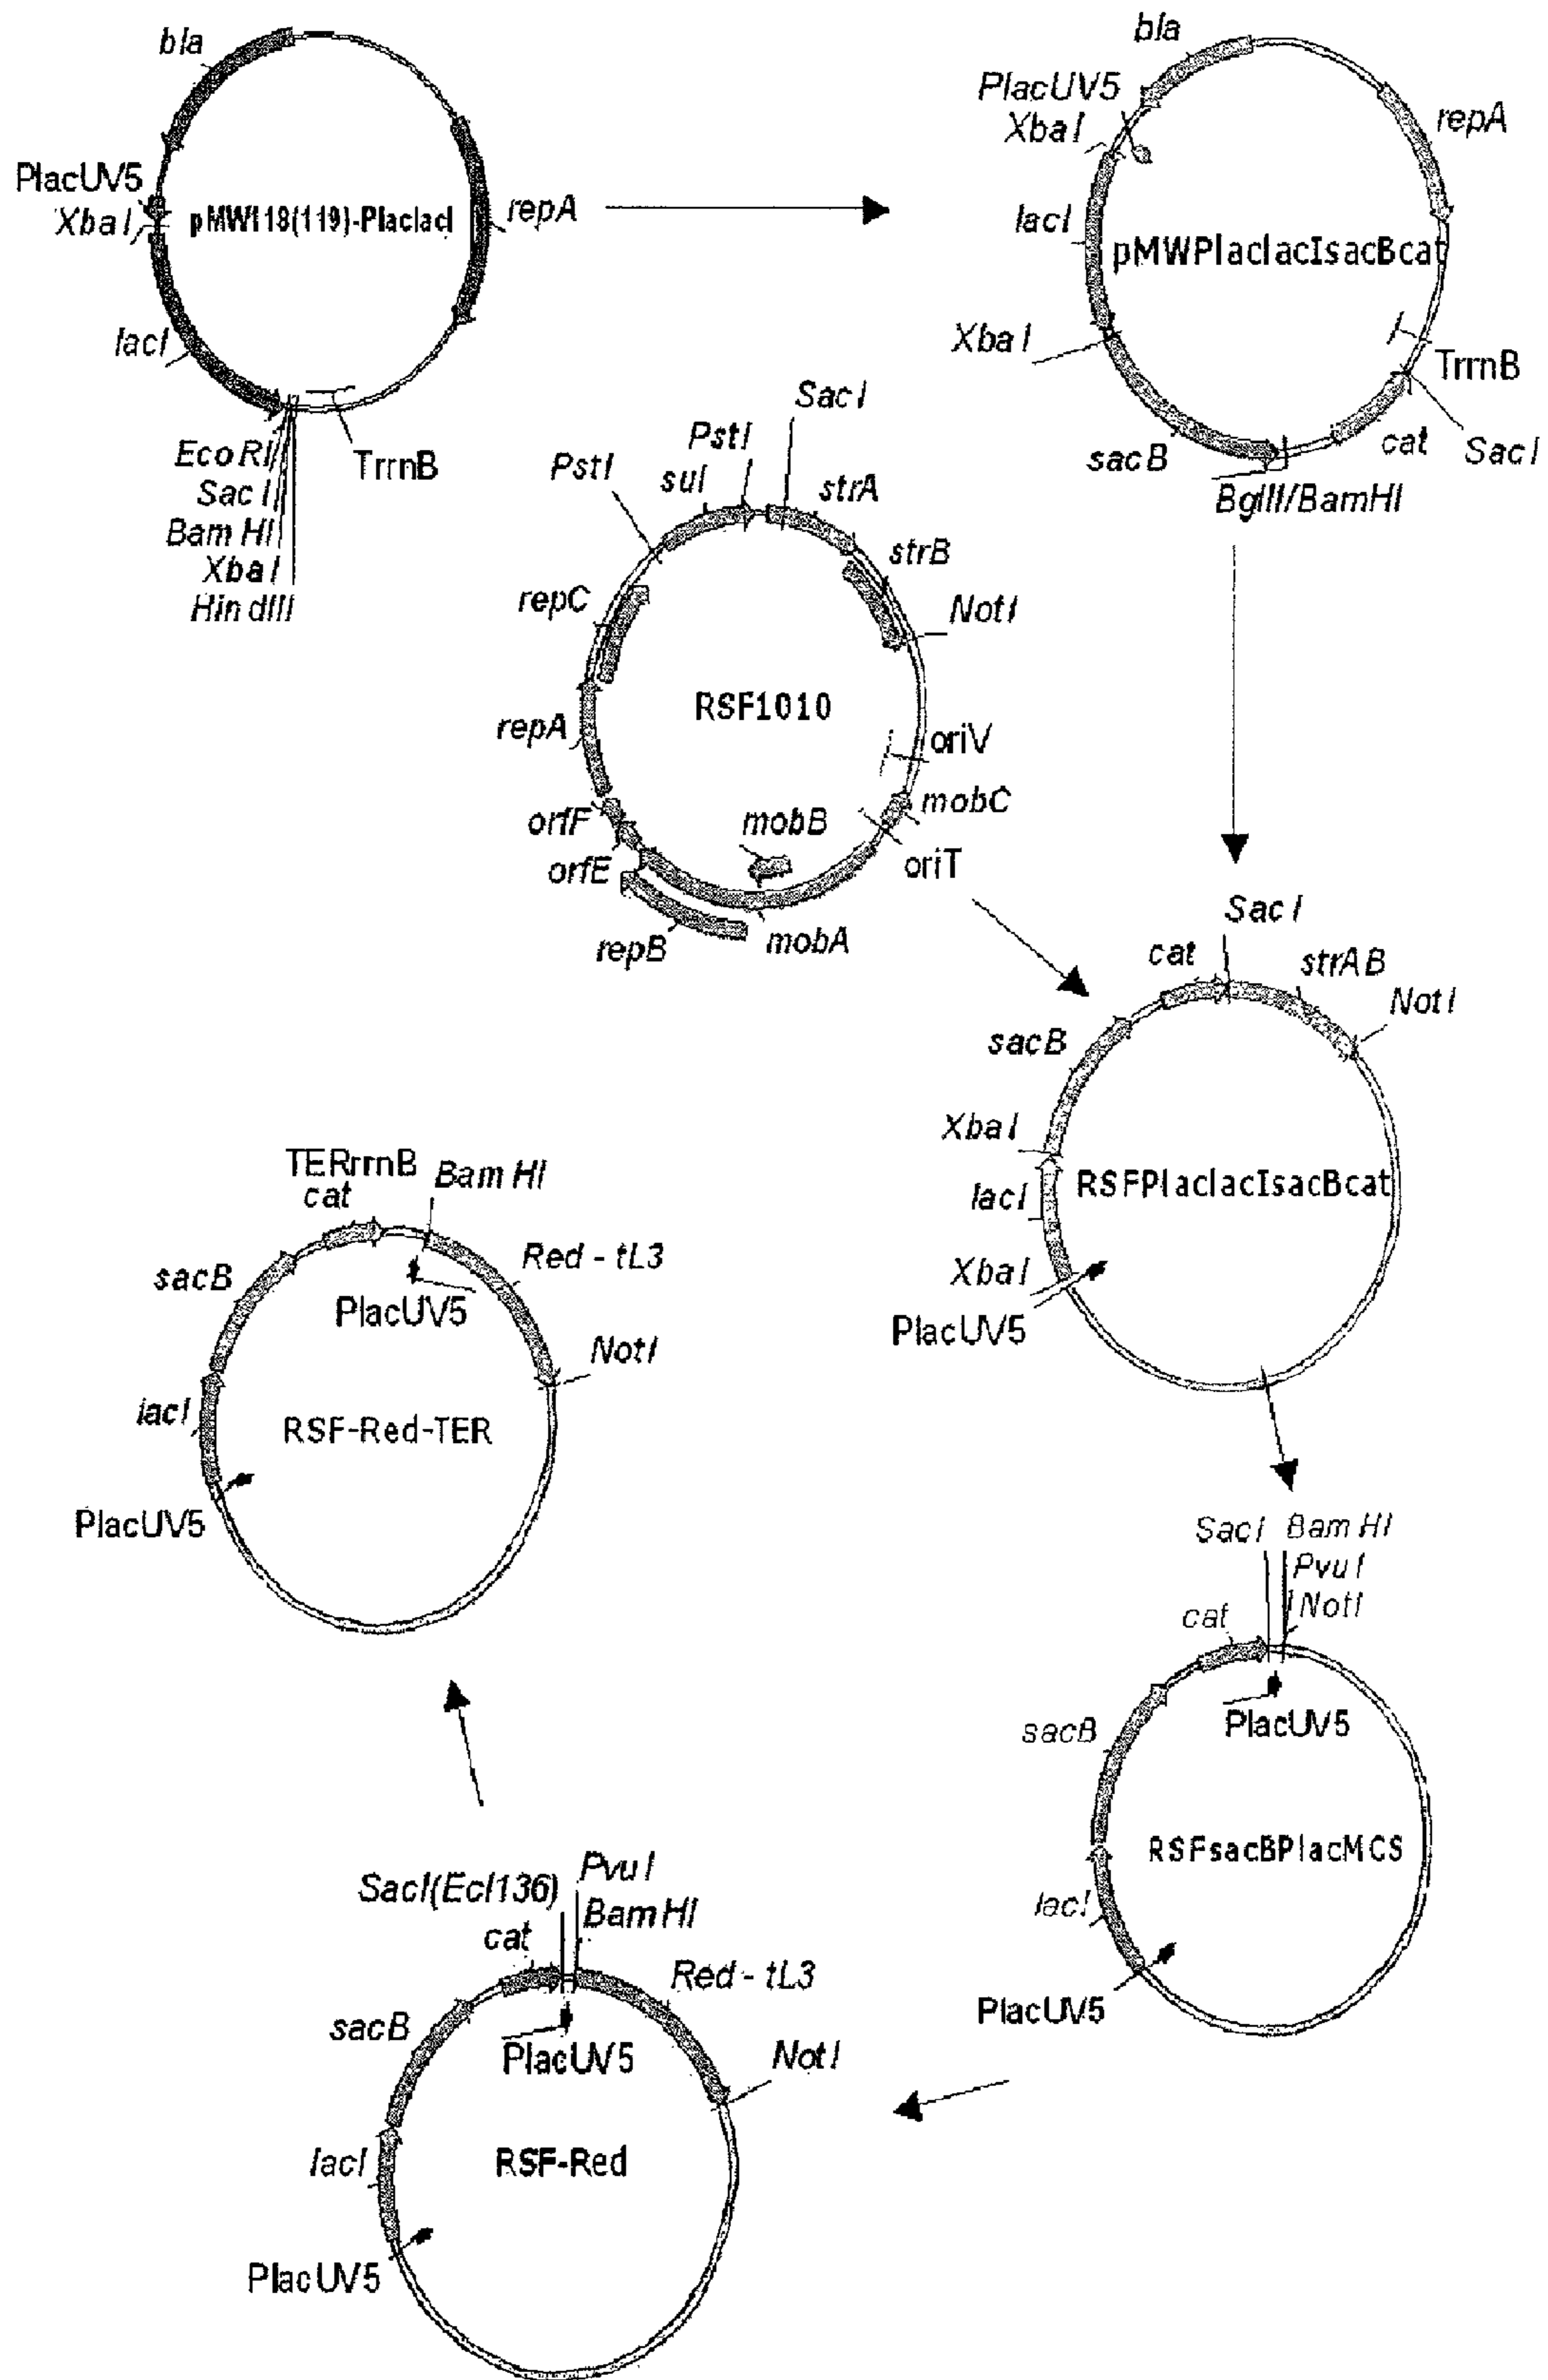 bla
PlacUV5
XbaI
pMW118(119)-PlaclacI
repA
lacI
EcoRI
SacI
BamHI
XbaI
HindIII
TrrnB
bla
PlacUV5
XbaI
repA
lacI
pMWPlaclacIsacBcat
XbaI
TrrnB
sacB
cat
SacI
BglII/BamHI
SacI
PstI
PstI
sul
strA
strB
repC
NotI
RSF1010
repA
oriV
orfF
mobB
mobC
orfE
oriT
repB
mobA
SacI
cat
strAB
NotI
sacB
XbaI
lacI
RSFPlaclacIsacBcat
XbaI
PlacUV5
TERrrnB
cat
BamHI
Red - tL3
sacB
PlacUV5
NotI
lacI
RSF-Red-TER
PlacUV5
SacI
BamHI
PvuI
NotI
cat
PlacUV5
sacB
RSFsacBPlacMCS
lacI
PlacUV5
SacI(Ecl136)
PvuI
BamHI
cat
Red - tL3
sacB
PlacUV5
NotI
lacI
RSF-Red
PlacUV5